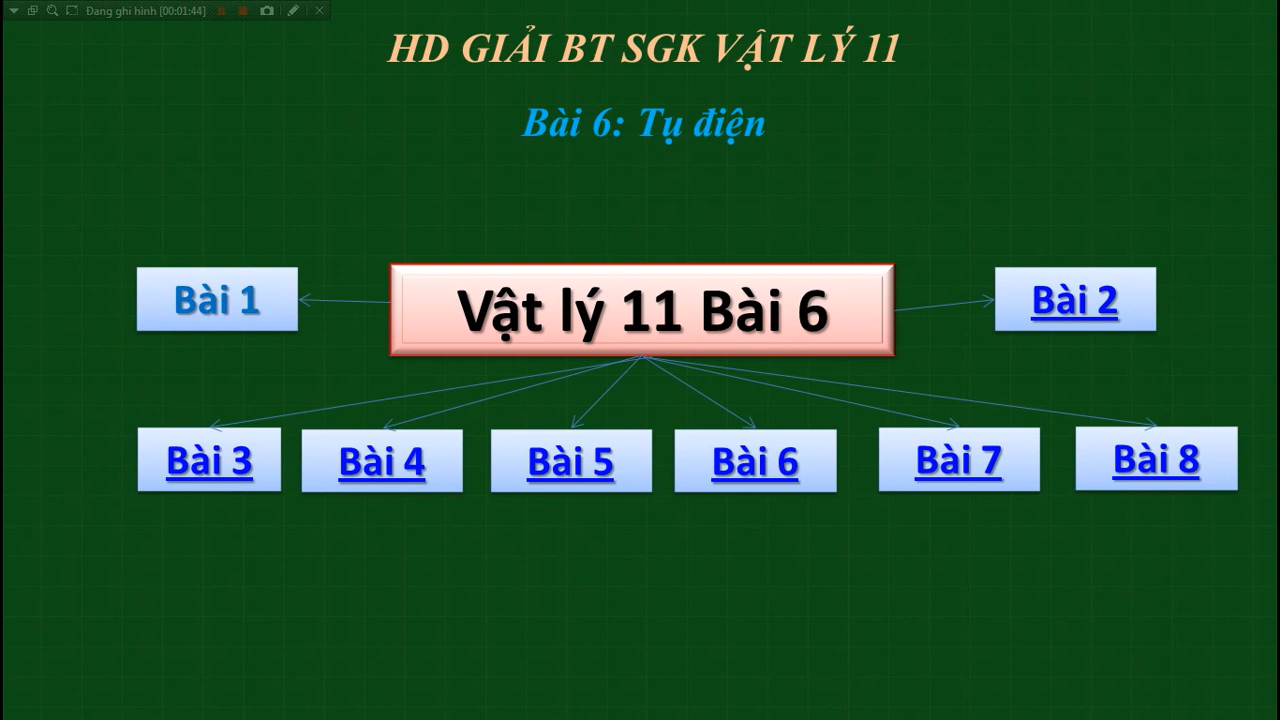 Đang ghi hình [00:01:44]
HD GIẢI BT SGK VẬT LÝ 11
Bài 6: Tụ điện
Bài 1
Vật lý 11 Bài 6
Bài 2
Bài 3
Bài 4
Bài 5
Bài 6
Bài 7
Bài 8